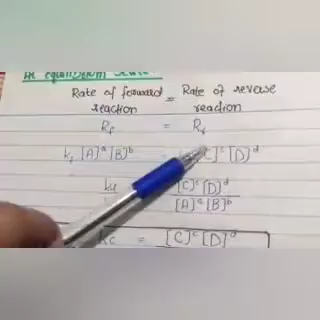 At equilibrium state:
Rate of forward = Rate of reverse
reaction reaction
Rf = Rr
kf [A]ᵃ [B]ᵇ [C]ᶜ [D]ᵈ
kf [C]ᶜ [D]ᵈ
[A]ᵃ [B]ᵇ
Kc = [C]ᶜ [D]ᵈ